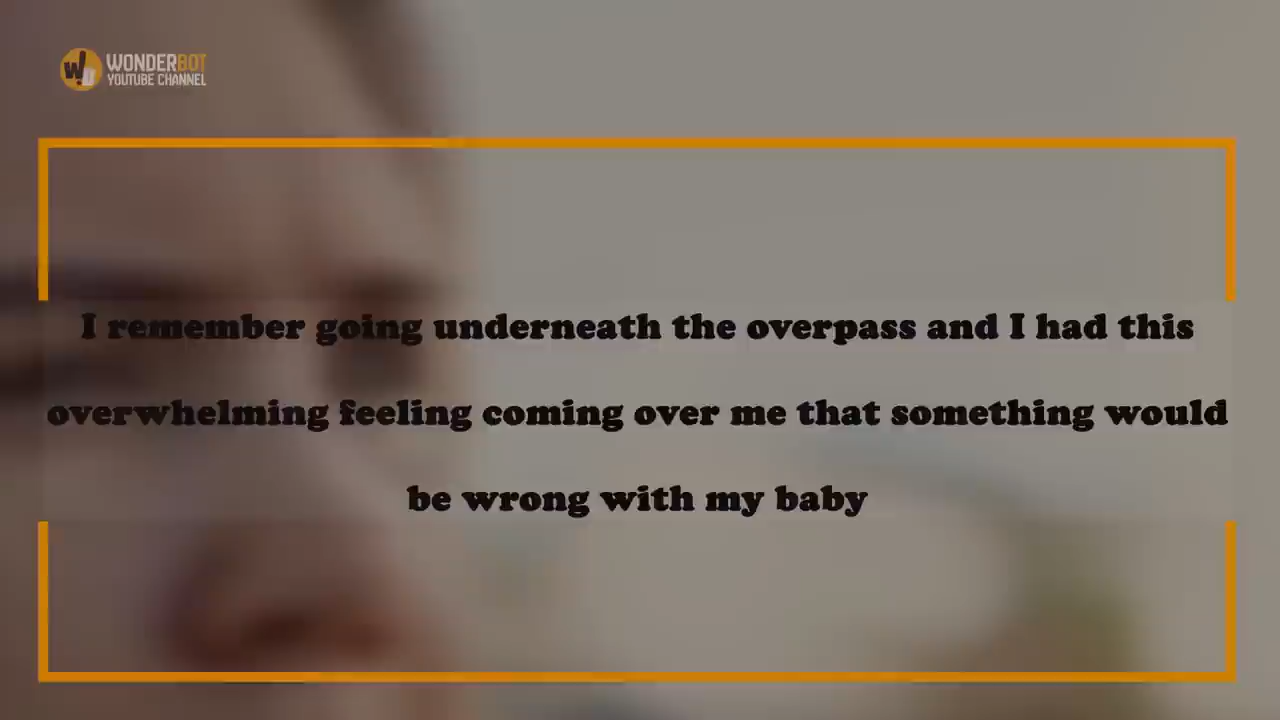 WONDERBOT
YOUTUBE CHANNEL
I remember going underneath the overpass and I had this
overwhelming feeling coming over me that something would
be wrong with my baby